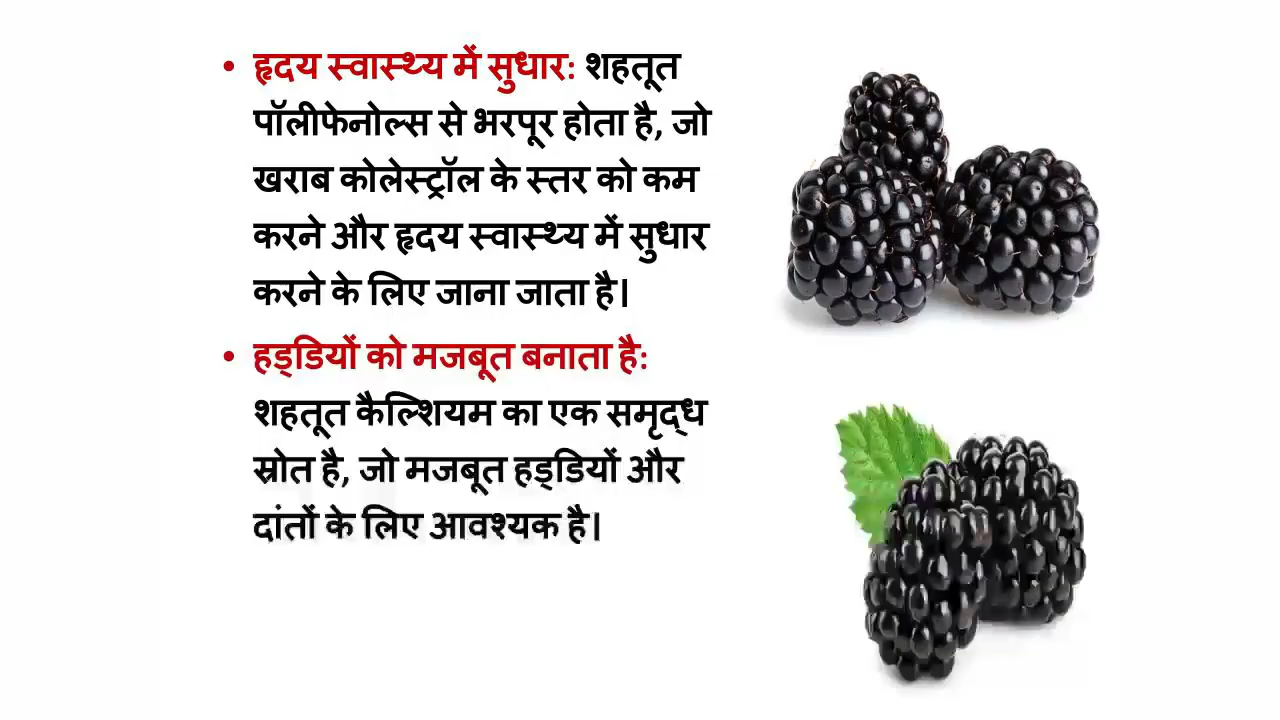 • हृदय स्वास्थ्य में सुधार: शहतूत
पॉलीफेनोल्स से भरपूर होता है, जो
खराब कोलेस्ट्रॉल के स्तर को कम
करने और हृदय स्वास्थ्य में सुधार
करने के लिए जाना जाता है।
• हड्डियों को मजबूत बनाता है:
शहतूत कैल्शियम का एक समृद्ध
स्रोत है, जो मजबूत हड्डियों और
दांतों के लिए आवश्यक है।